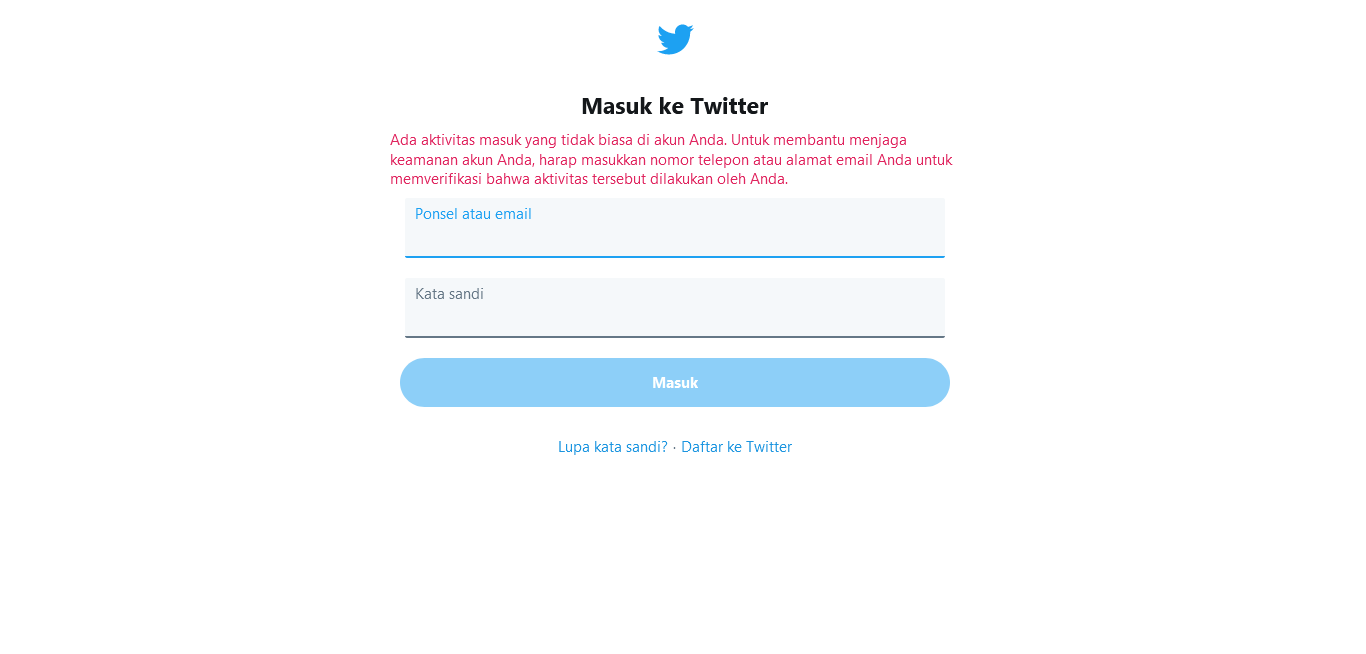 Masuk ke Twitter
Ada aktivitas masuk yang tidak biasa di akun Anda. Untuk membantu menjaga
keamanan akun Anda, harap masukkan nomor telepon atau alamat email Anda untuk
memverifikasi bahwa aktivitas tersebut dilakukan oleh Anda.
Ponsel atau email
Kata sandi
Masuk
Lupa kata sandi? · Daftar ke Twitter